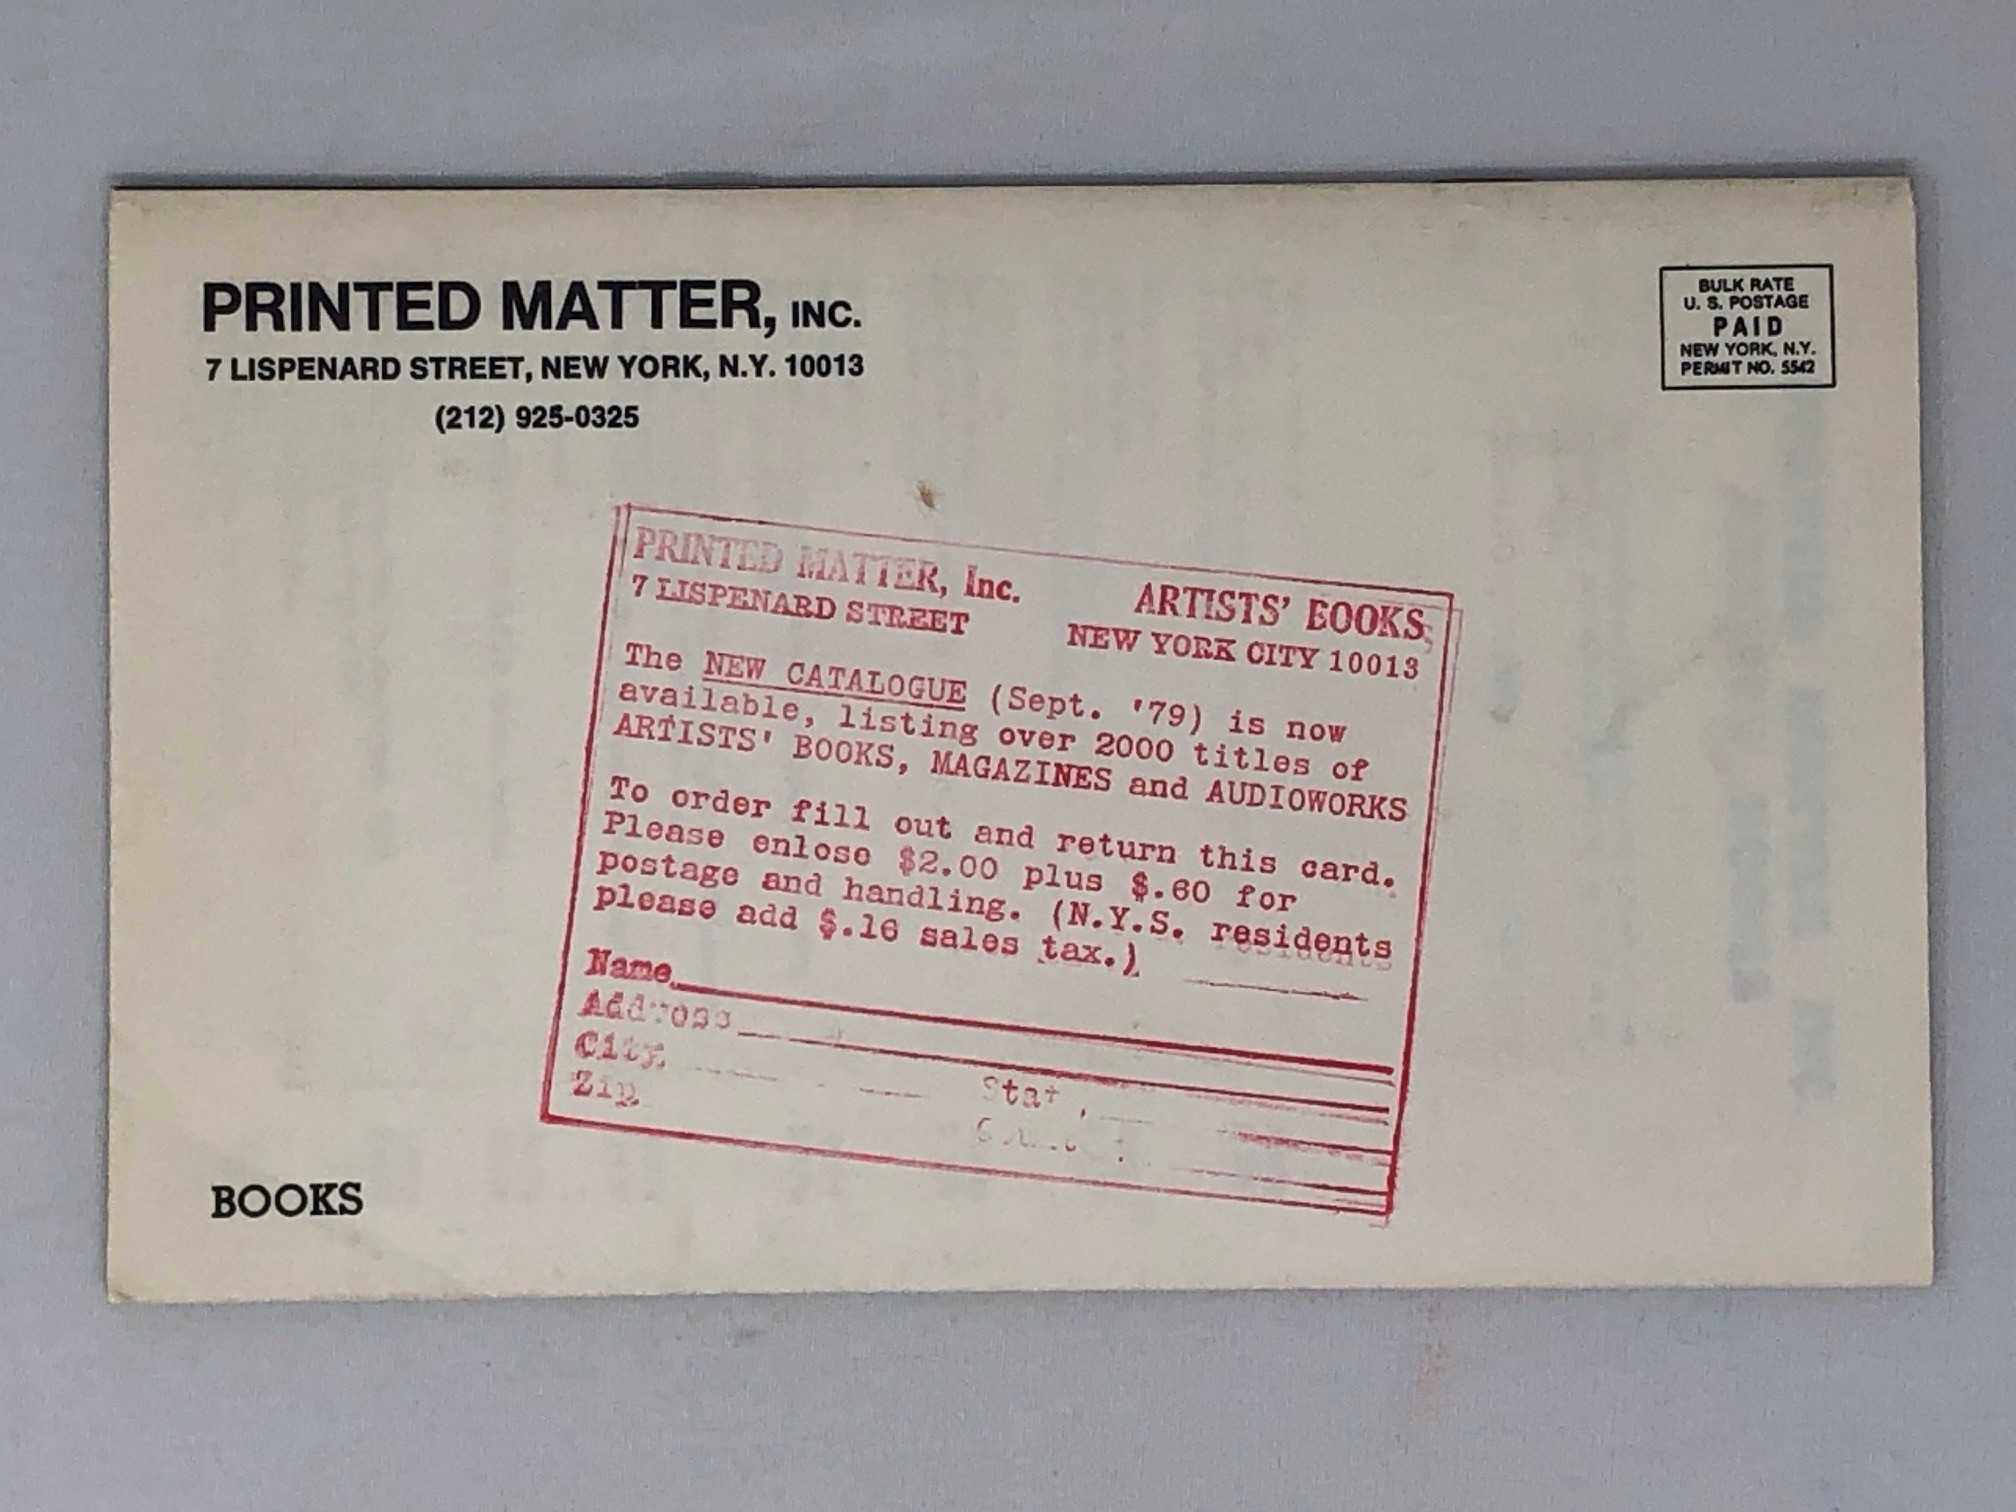 PRINTED MATTER, INC.
7 LISPENARD STREET, NEW YORK, N.Y. 10013
(212) 925-0325
BULK RATE
U. S. POSTAGE
PAID
NEW YORK, N.Y.
PERMIT NO. 5542
PRINTED MATTER, Inc. ARTISTS' BOOKS
7 LISPENARD STREET NEW YORK CITY 10013
The NEW CATALOGUE (Sept. '79) is now
available, listing over 2000 titles of
ARTISTS' BOOKS, MAGAZINES and AUDIOWORKS
To order fill out and return this card.
Please enlose $2.00 plus $.60 for
postage and handling. (N.Y.S. residents
please add $.16 sales tax.)
Name
Address
City State
Zip
BOOKS